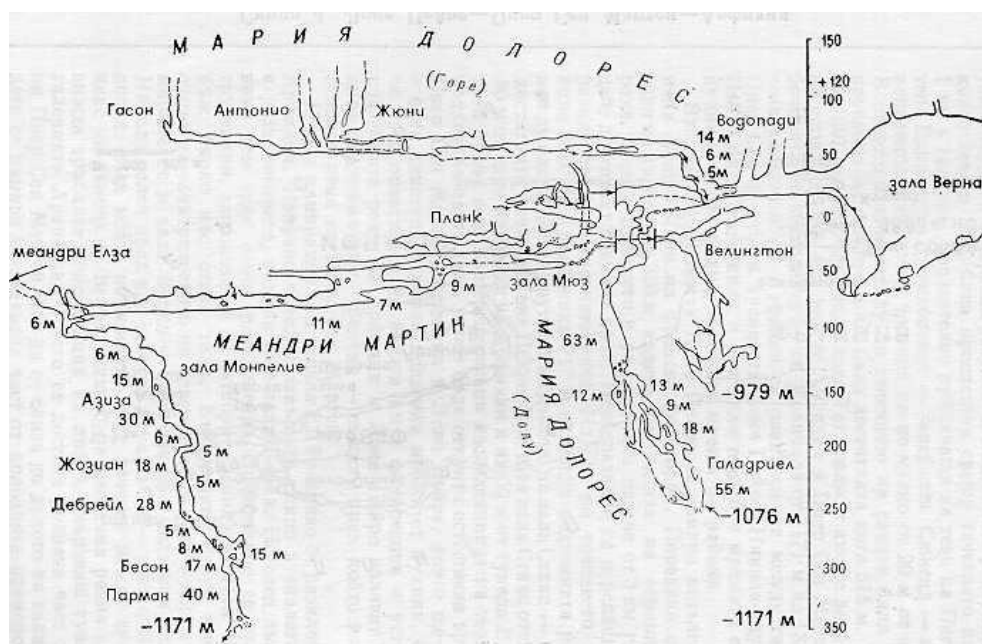 МАРИЯ ДОЛОРЕС
(Горе)
150
+120
100
50
0
50
100
150
200
250
300
350
Гасон
Антонио
Жюни
водопади
14 м
6 м
5 м
зала Верна
Планк
Велингтон
меандри Елза
зала Мюз
9 м
7 м
11 м
МЕАНДРИ МАРТИН
6 м
6 м
зала Монпелие
15 м
Азиза
30 м
6 м
5 м
Жозиан 18 м
5 м
Дебрейл 28 м
5 м
8 м
15 м
Бесон 17 м
Парман 40 м
-1171 м
63 м
12 м
13 м
9 м
18 м
МАРИЯ ДОЛОРЕС
(Долу)
-979 м
Галадриел
55 м
-1076 м
-1171 м